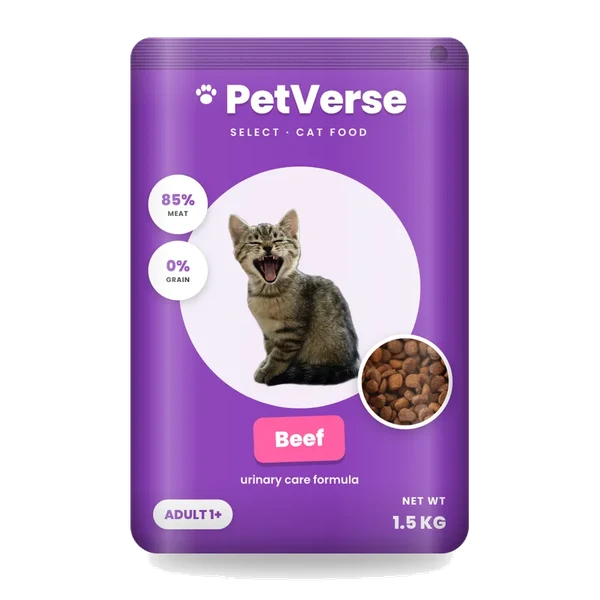 PetVerse
SELECT · CAT FOOD
85%
MEAT
0%
GRAIN
Beef
urinary care formula
ADULT 1+
NET WT
1.5 KG